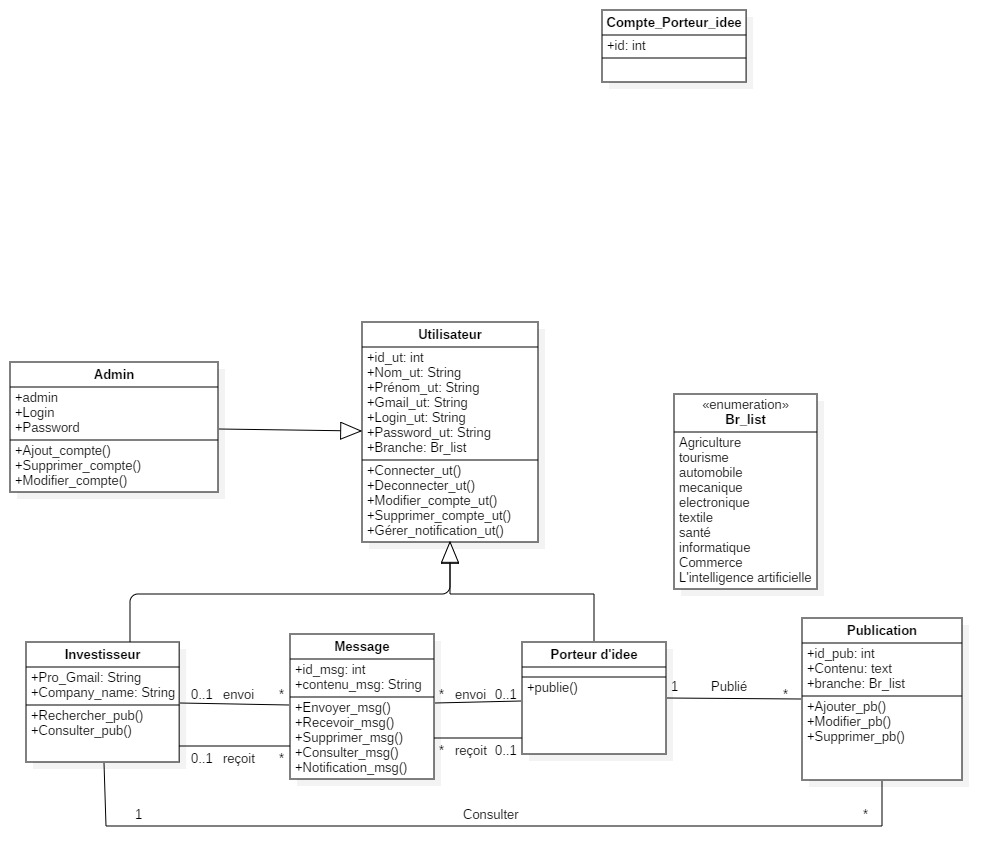 Compte_Porteur_idee
+id: int
Utilisateur
+id_ut: int
+Nom_ut: String
+Prénom_ut: String
+Gmail_ut: String
+Login_ut: String
+Password_ut: String
+Branche: Br_list
+Connecter_ut()
+Deconnecter_ut()
+Modifier_compte_ut()
+Supprimer_compte_ut()
+Gérer_notification_ut()
Admin
+admin
+Login
+Password
+Ajout_compte()
+Supprimer_compte()
+Modifier_compte()
«enumeration»
Br_list
Agriculture
tourisme
automobile
mecanique
electronique
textile
santé
informatique
Commerce
L'intelligence artificielle
Investisseur
+Pro_Gmail: String
+Company_name: String
+Rechercher_pub()
+Consulter_pub()
0..1 envoi *
0..1 reçoit *
Message
+id_msg: int
+contenu_msg: String
+Envoyer_msg()
+Recevoir_msg()
+Supprimer_msg()
+Consulter_msg()
+Notification_msg()
* envoi 0..1
* reçoit 0..1
Porteur d'idee
+publie()
1 Publié *
Publication
+id_pub: int
+Contenu: text
+branche: Br_list
+Ajouter_pb()
+Modifier_pb()
+Supprimer_pb()
1 Consulter *